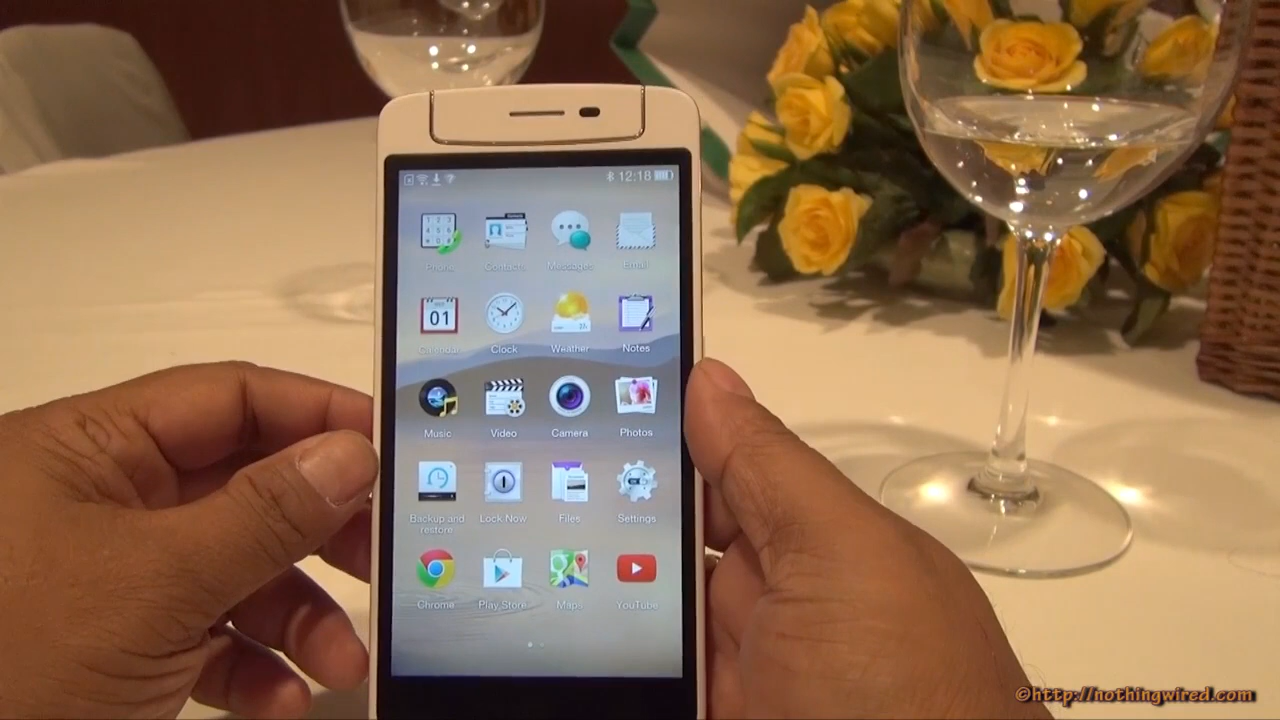 12:18
Phone Contacts Messages Email
01
Calendar Clock Weather Notes
Music Video Camera Photos
Backup and restore Lock Now Files Settings
Chrome Play Store Maps YouTube
©http://nothingwired.com